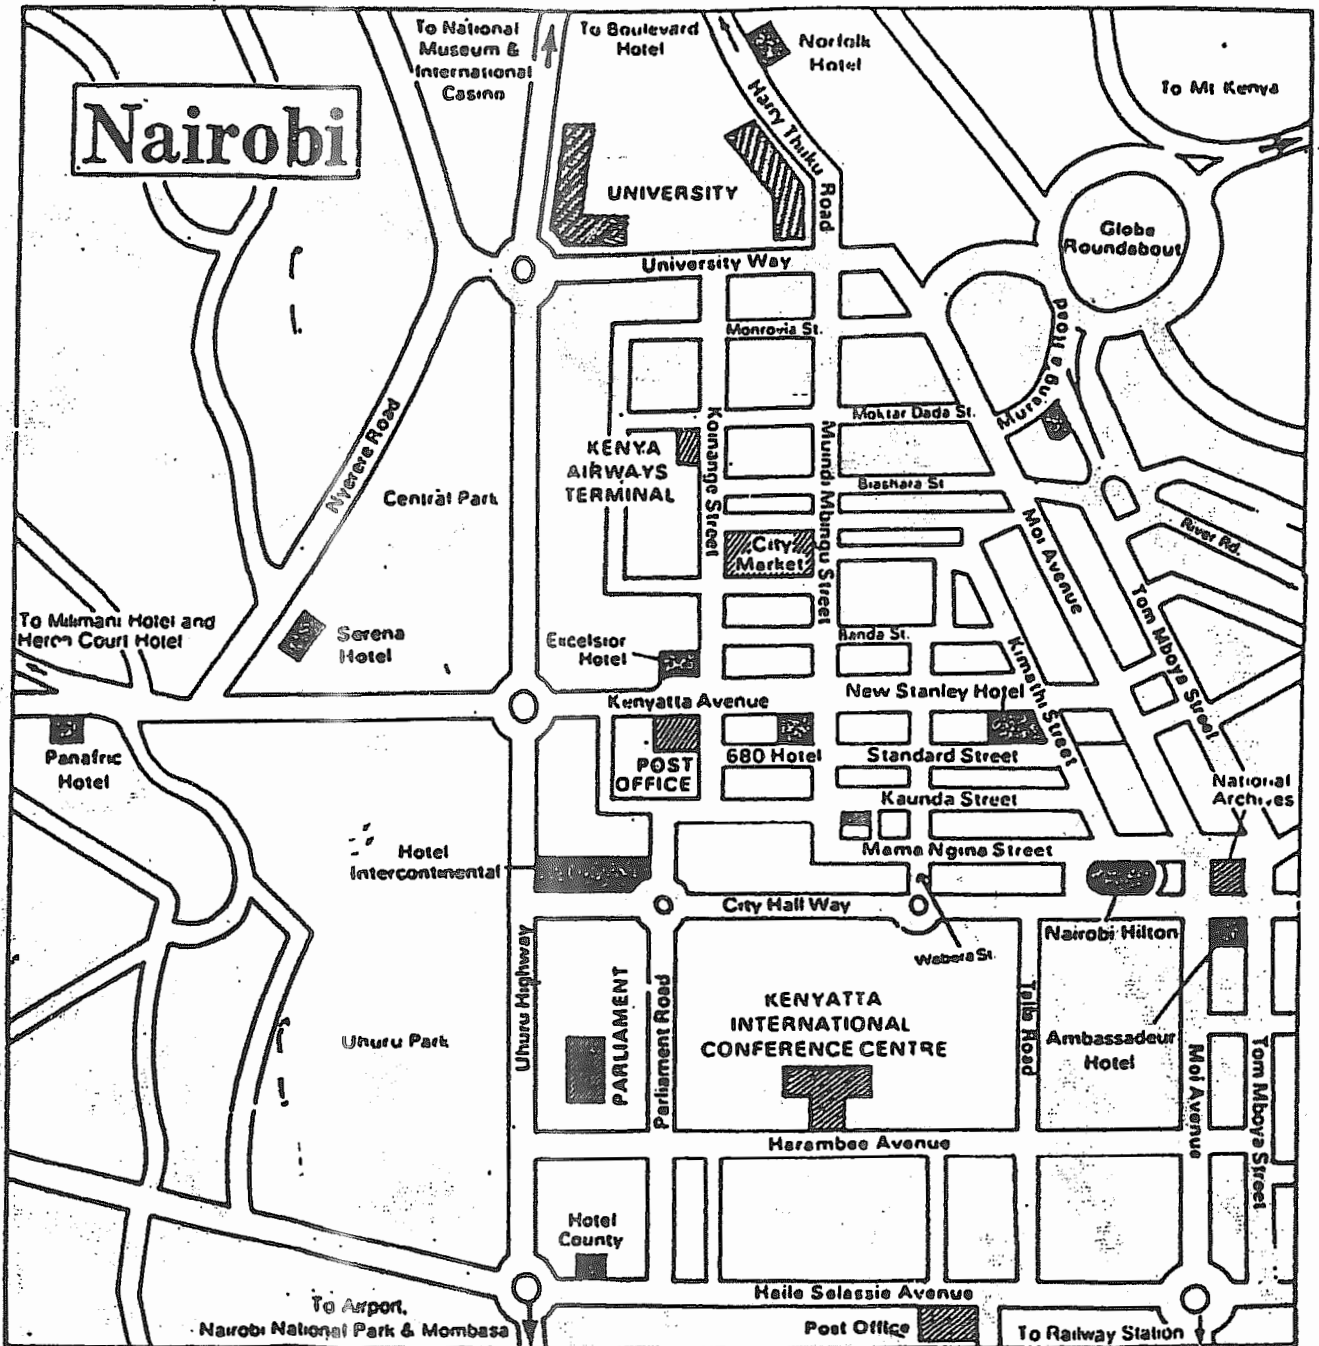 To National
Museum &
International
Casino
To Boulevard
Hotel
Norfolk
Hotel
To Mt Kenya
Nairobi
Harry Thuku Road
UNIVERSITY
Globe
Roundabout
University Way
Monrovia St.
Muranga Road
Moktar Dada St.
Nyerere Road
Central Park
KENYA
AIRWAYS
TERMINAL
Koinange Street
Mundi Mbingu Street
Biashara St
City
Market
Moi Avenue
River Rd.
Tom Mboya Street
To Milimani Hotel and
Heron Court Hotel
Serena
Hotel
Excelsior
Hotel
Banda St.
Kimathi Street
Kenyatta Avenue
New Stanley Hotel
Panafric
Hotel
POST
OFFICE
680 Hotel
Standard Street
National
Archives
Kaunda Street
Mama Ngina Street
Hotel
Intercontinental
City Hall Way
Nairobi Hilton
Wabera St.
Uhuru Highway
PARLIAMENT
Parliament Road
KENYATTA
INTERNATIONAL
CONFERENCE CENTRE
Uhuru Park
Taifa Road
Ambassadeur
Hotel
Moi Avenue
Tom Mboya Street
Harambee Avenue
Hotel
County
Haile Selassie Avenue
To Airport,
Nairobi National Park & Mombasa
Post Office
To Railway Station